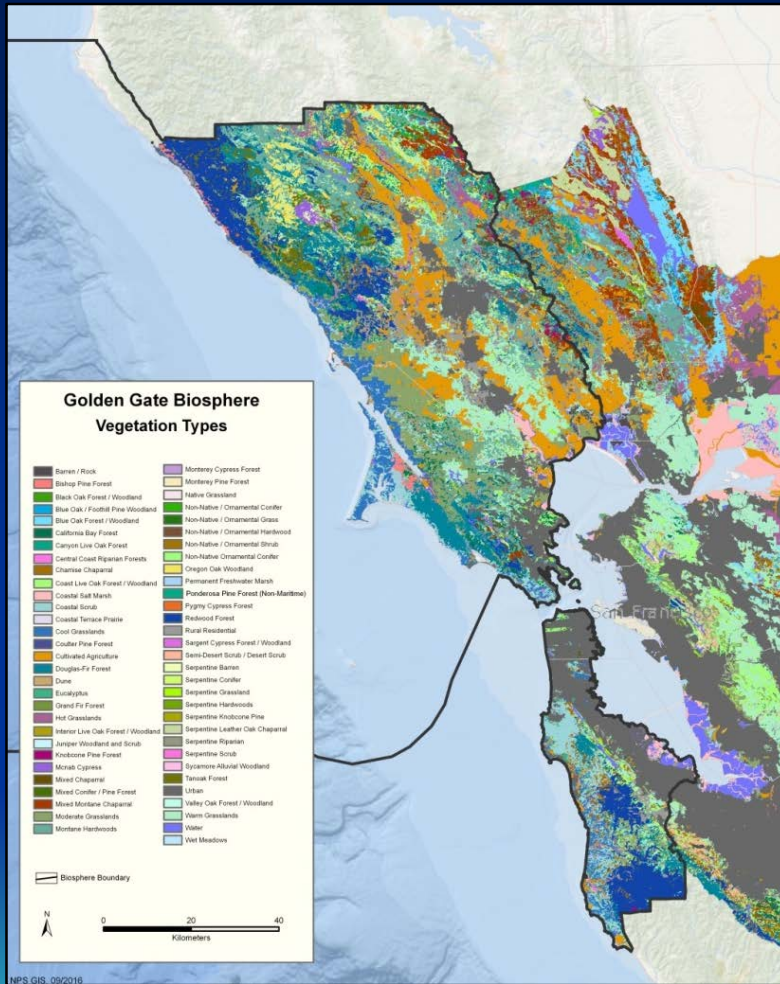 San Francisco
Golden Gate Biosphere
Vegetation Types
Barren / Rock
Bishop Pine Forest
Black Oak Forest / Woodland
Blue Oak / Foothill Pine Woodland
Blue Oak Forest / Woodland
California Bay Forest
Canyon Live Oak Forest
Central Coast Riparian Forests
Chamise Chaparral
Coast Live Oak Forest / Woodland
Coastal Salt Marsh
Coastal Scrub
Coastal Terrace Prairie
Cool Grasslands
Coulter Pine Forest
Cultivated Agriculture
Douglas-Fir Forest
Dune
Eucalyptus
Grand Fir Forest
Hot Grasslands
Interior Live Oak Forest / Woodland
Juniper Woodland and Scrub
Knobcone Pine Forest
Mcnab Cypress
Mixed Chaparral
Mixed Conifer / Pine Forest
Mixed Montane Chaparral
Moderate Grasslands
Montane Hardwoods
Monterey Cypress Forest
Monterey Pine Forest
Native Grassland
Non-Native / Ornamental Conifer
Non-Native / Ornamental Grass
Non-Native / Ornamental Hardwood
Non-Native / Ornamental Shrub
Non-Native Ornamental Conifer
Oregon Oak Woodland
Permanent Freshwater Marsh
Ponderosa Pine Forest (Non-Maritime)
Pygmy Cypress Forest
Redwood Forest
Rural Residential
Sargent Cypress Forest / Woodland
Semi-Desert Scrub / Desert Scrub
Serpentine Barren
Serpentine Conifer
Serpentine Grassland
Serpentine Hardwoods
Serpentine Knobcone Pine
Serpentine Leather Oak Chaparral
Serpentine Riparian
Serpentine Scrub
Sycamore Alluvial Woodland
Tanoak Forest
Urban
Valley Oak Forest / Woodland
Warm Grasslands
Water
Wet Meadows
Biosphere Boundary
N
0 20 40
Kilometers
NPS GIS, 09/2016